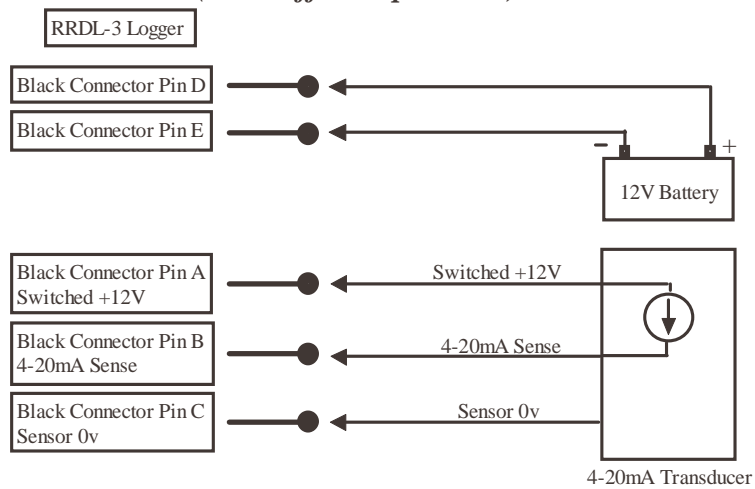 RRDL-3 Logger
Black Connector Pin D
Black Connector Pin E
- +
12V Battery
Black Connector Pin A
Switched +12V
Switched +12V
Black Connector Pin B
4-20mA Sense
4-20mA Sense
Black Connector Pin C
Sensor 0v
Sensor 0v
4-20mA Transducer